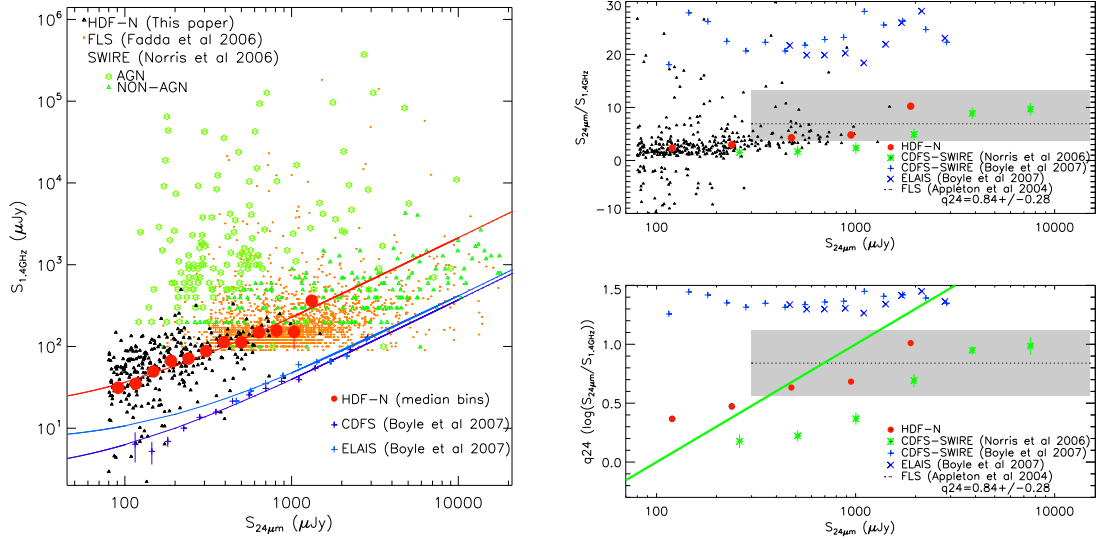 10⁶
10⁵
10⁴
10³
10²
10¹
HDF-N (This paper)
FLS (Fadda et al 2006)
SWIRE (Norris et al 2006)
AGN
NON-AGN
HDF-N (median bins)
CDFS (Boyle et al 2007)
ELAIS (Boyle et al 2007)
S1.4GHz (μJy)
100
1000
10000
S24μm (μJy)
30
20
10
0
-10
S24μm/S1.4GHz
HDF-N
CDFS-SWIRE (Norris et al 2006)
CDFS-SWIRE (Boyle et al 2007)
ELAIS (Boyle et al 2007)
FLS (Appleton et al 2004)
q24=0.84+/-0.28
100
1000
10000
S24μm (μJy)
1.5
1.0
0.5
0.0
q24 (log(S24μm/S1.4GHz))
HDF-N
CDFS-SWIRE (Norris et al 2006)
CDFS-SWIRE (Boyle et al 2007)
ELAIS (Boyle et al 2007)
FLS (Appleton et al 2004)
q24=0.84+/-0.28
100
1000
10000
S24μm (μJy)